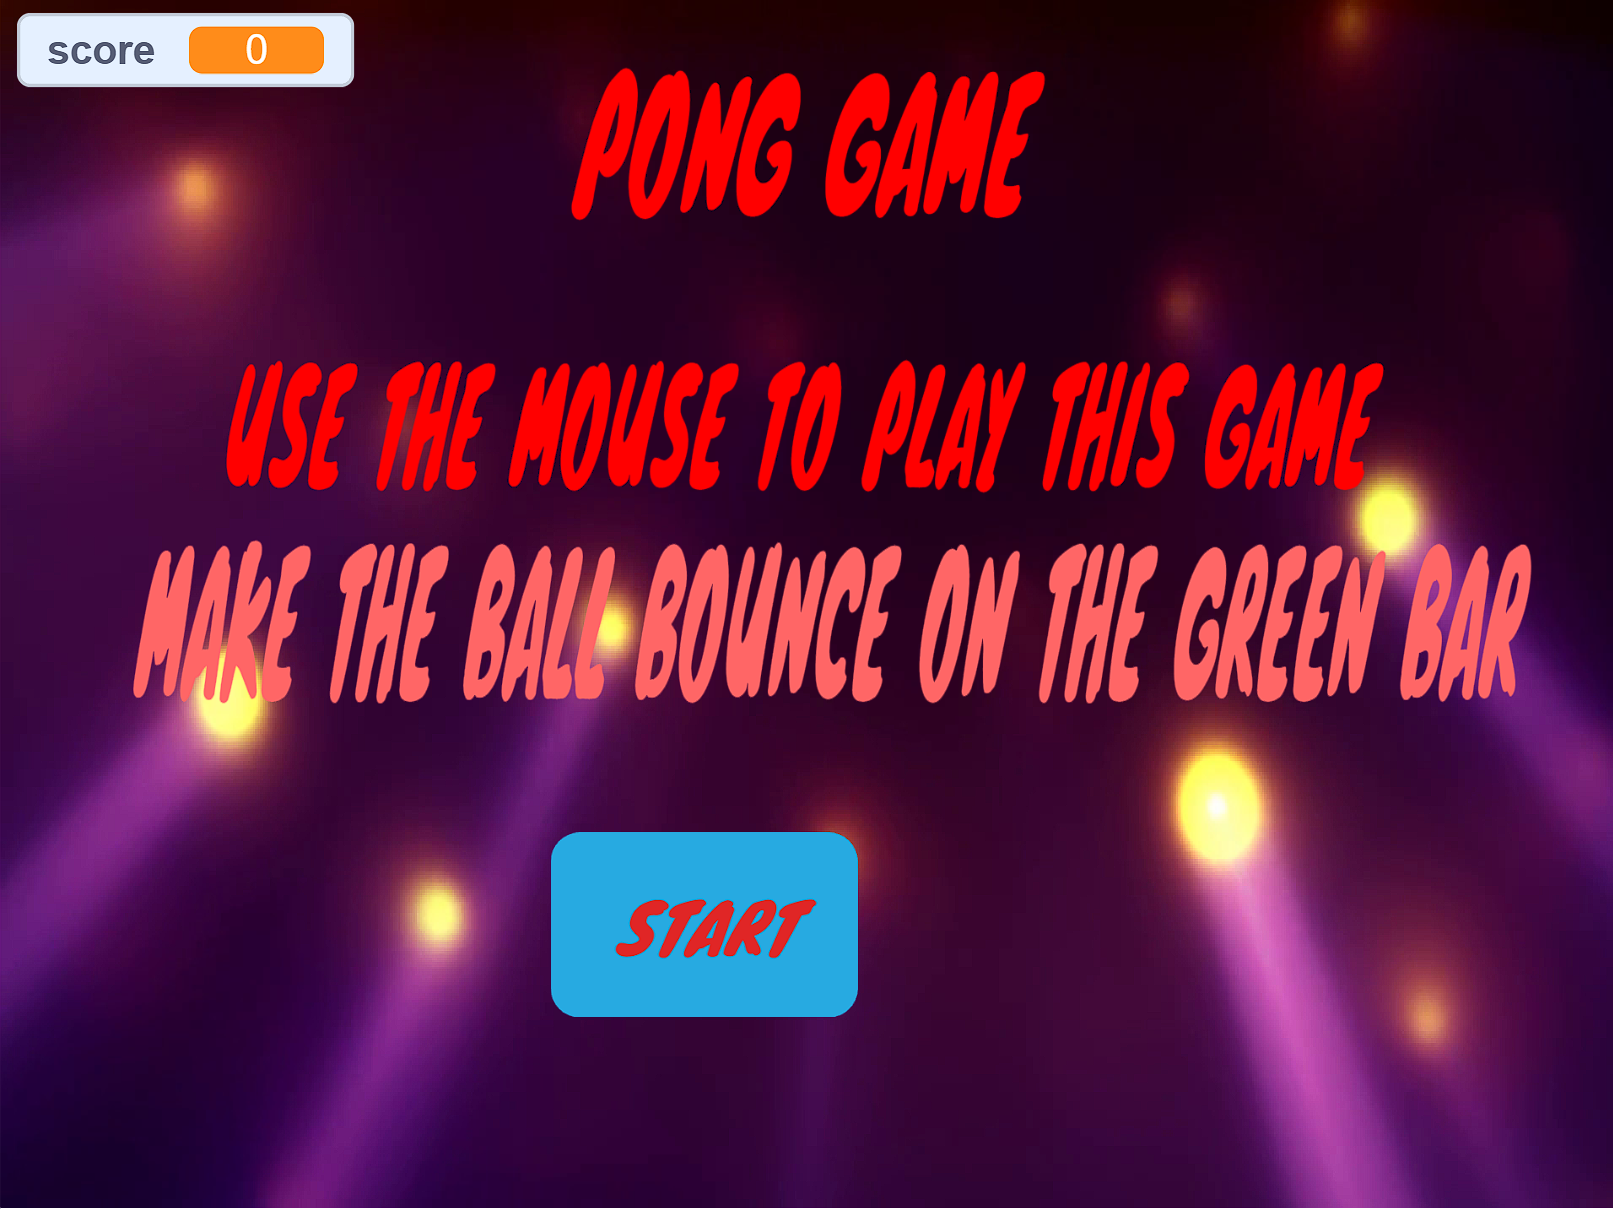 score 0
PONG GAME
USE THE MOUSE TO PLAY THIS GAME
MAKE THE BALL BOUNCE ON THE GREEN BAR
START